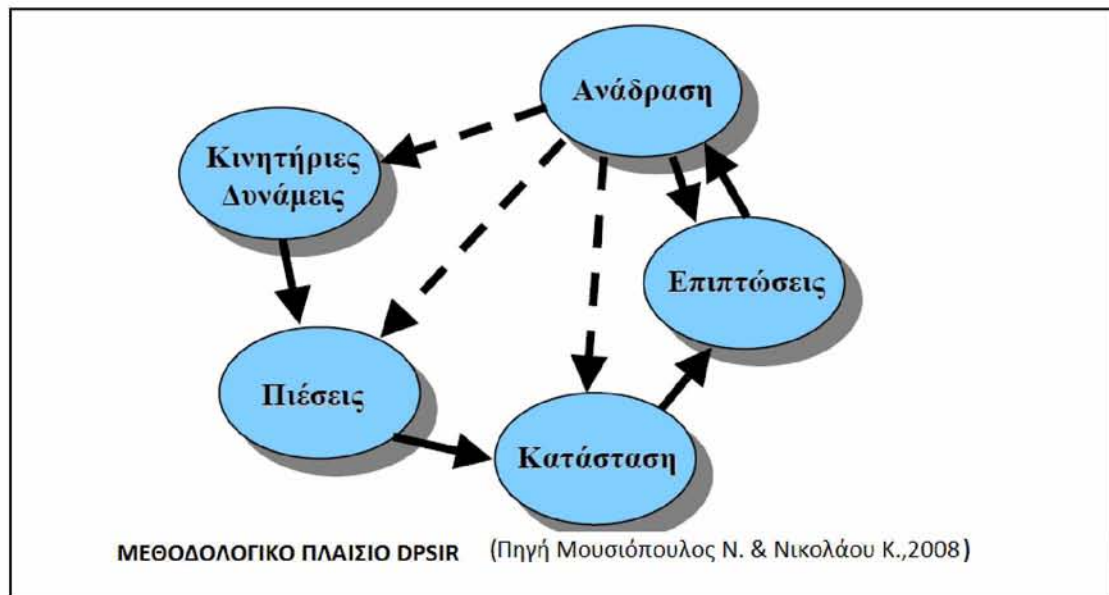 Ανάδραση
Κινητήριες
Δυνάμεις
Επιπτώσεις
Πιέσεις
Κατάσταση
ΜΕΘΟΔΟΛΟΓΙΚΟ ΠΛΑΙΣΙΟ DPSIR (Πηγή Μουσιόπουλος Ν. & Νικολάου Κ.,2008)